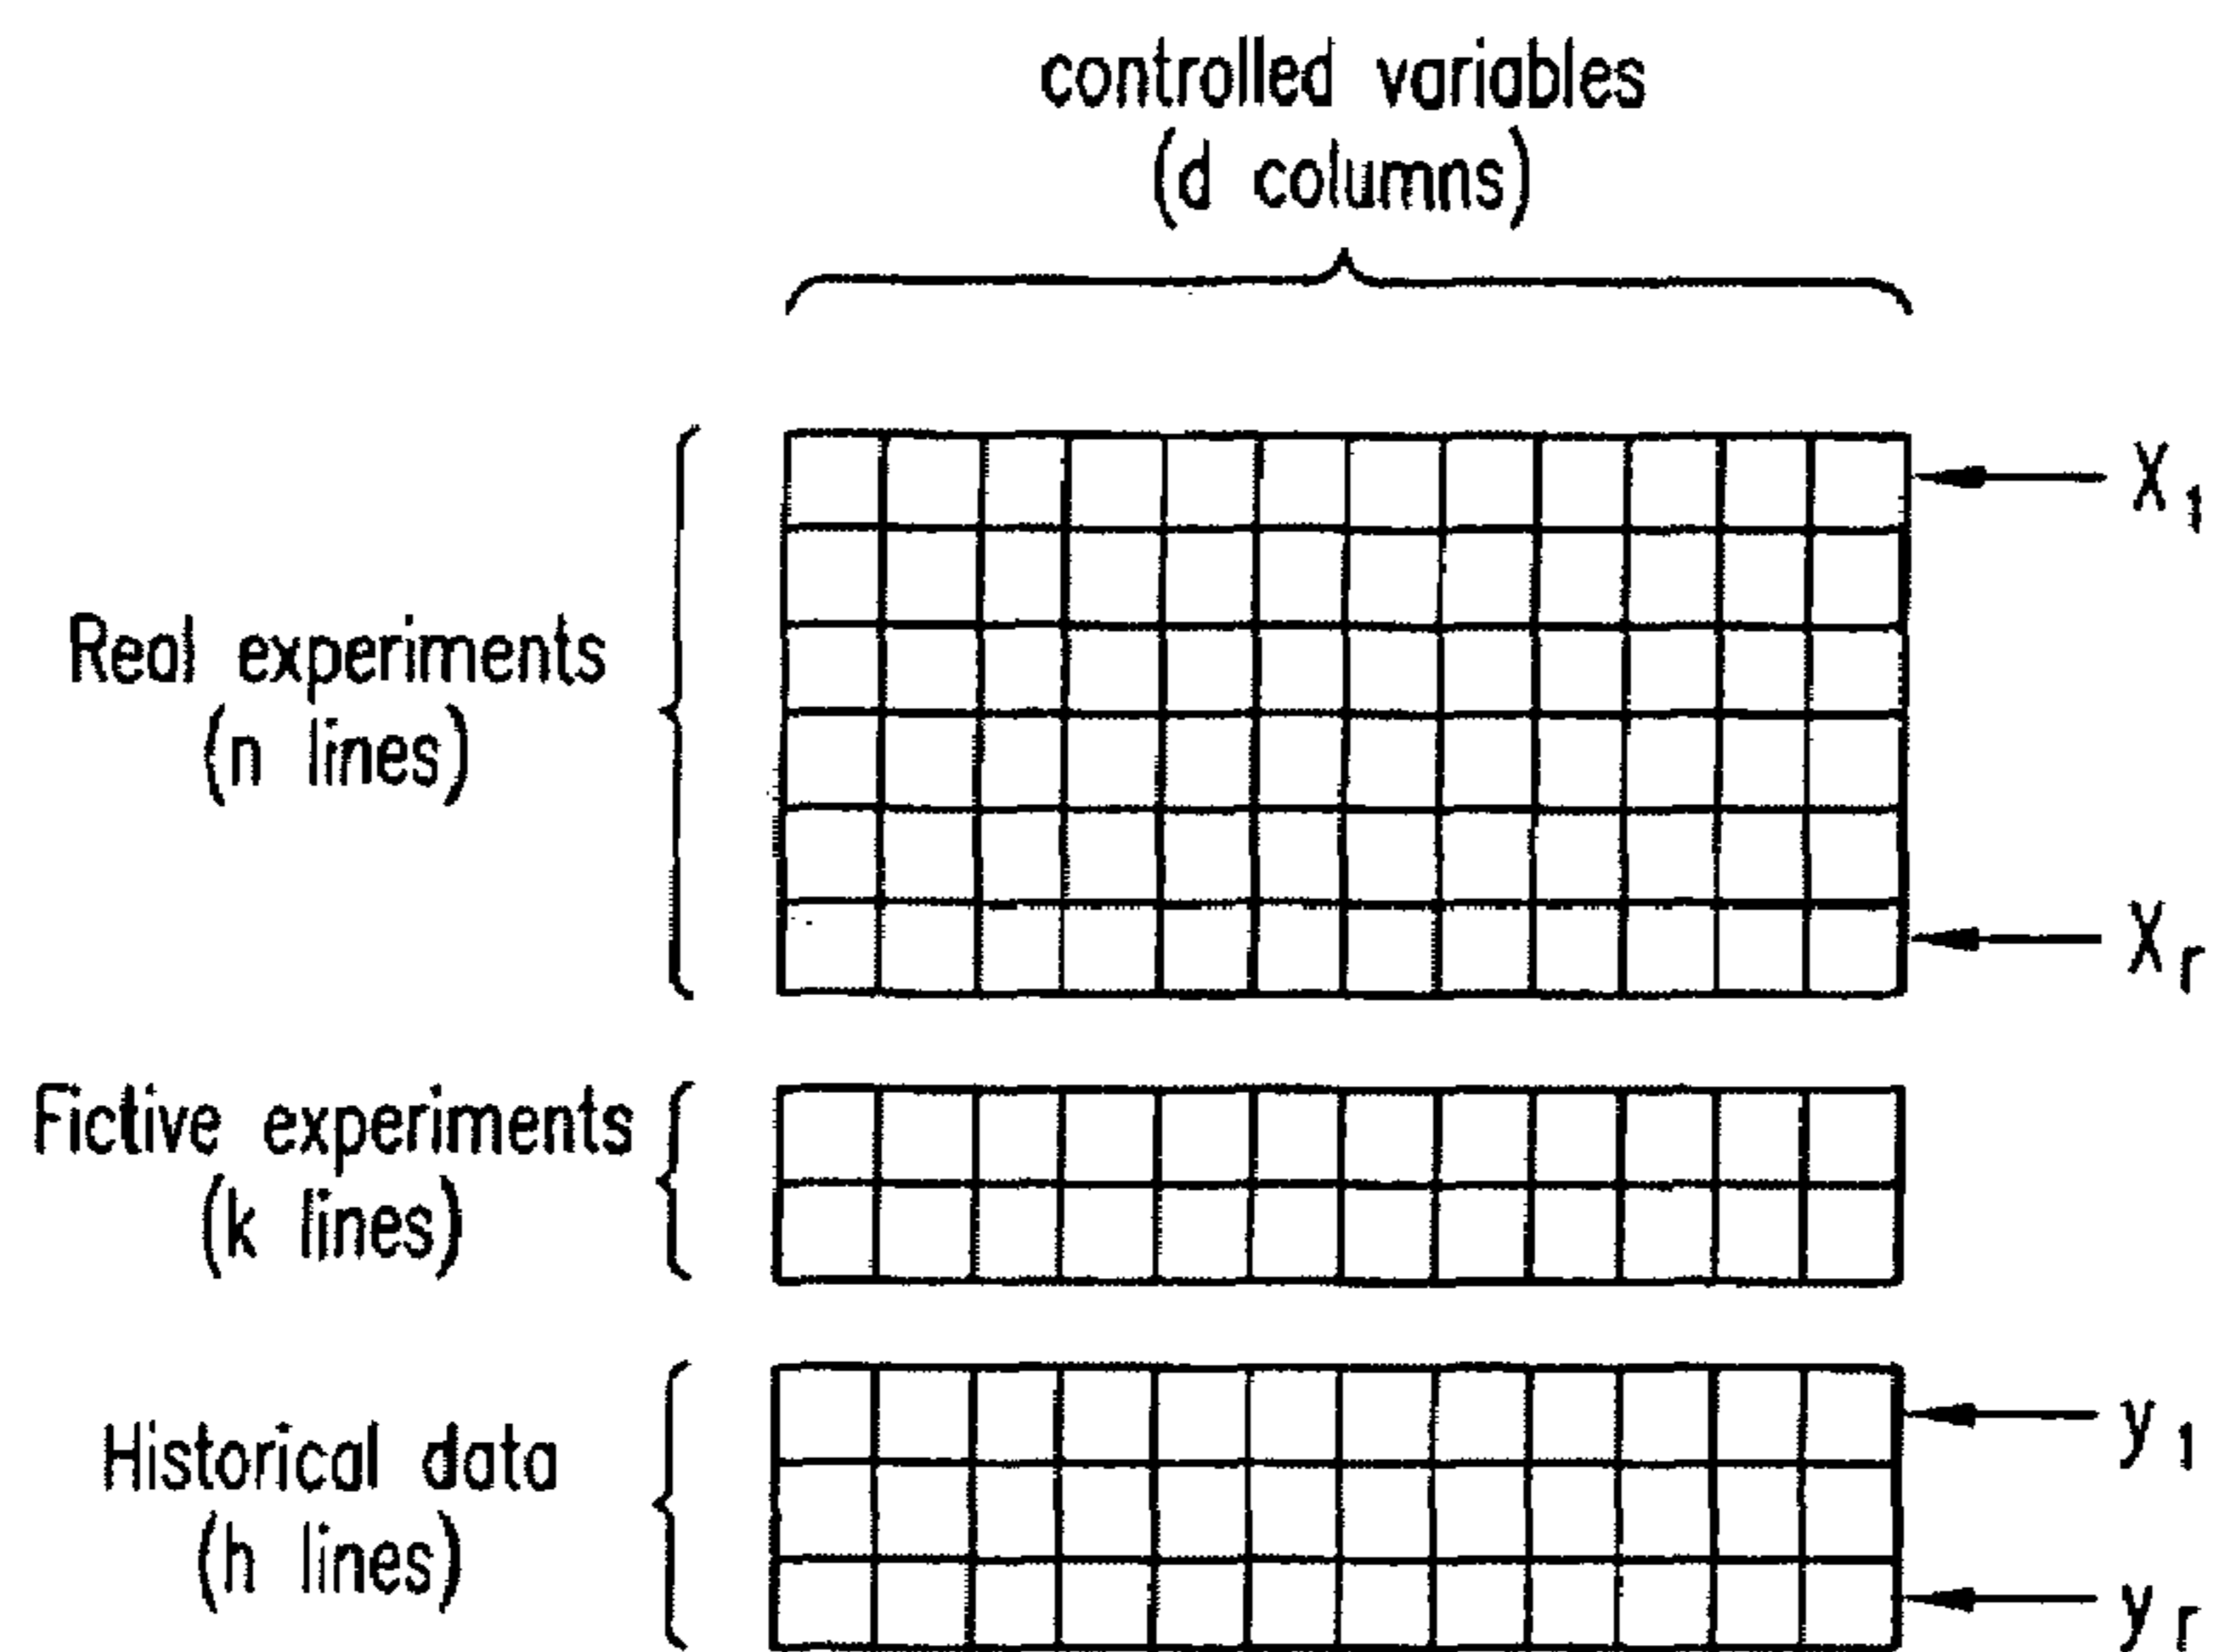 controlled variables
(d columns)
X1
Real experiments
(n lines)
Xr
Fictive experiments
(k lines)
y1
Historical data
(h lines)
yr